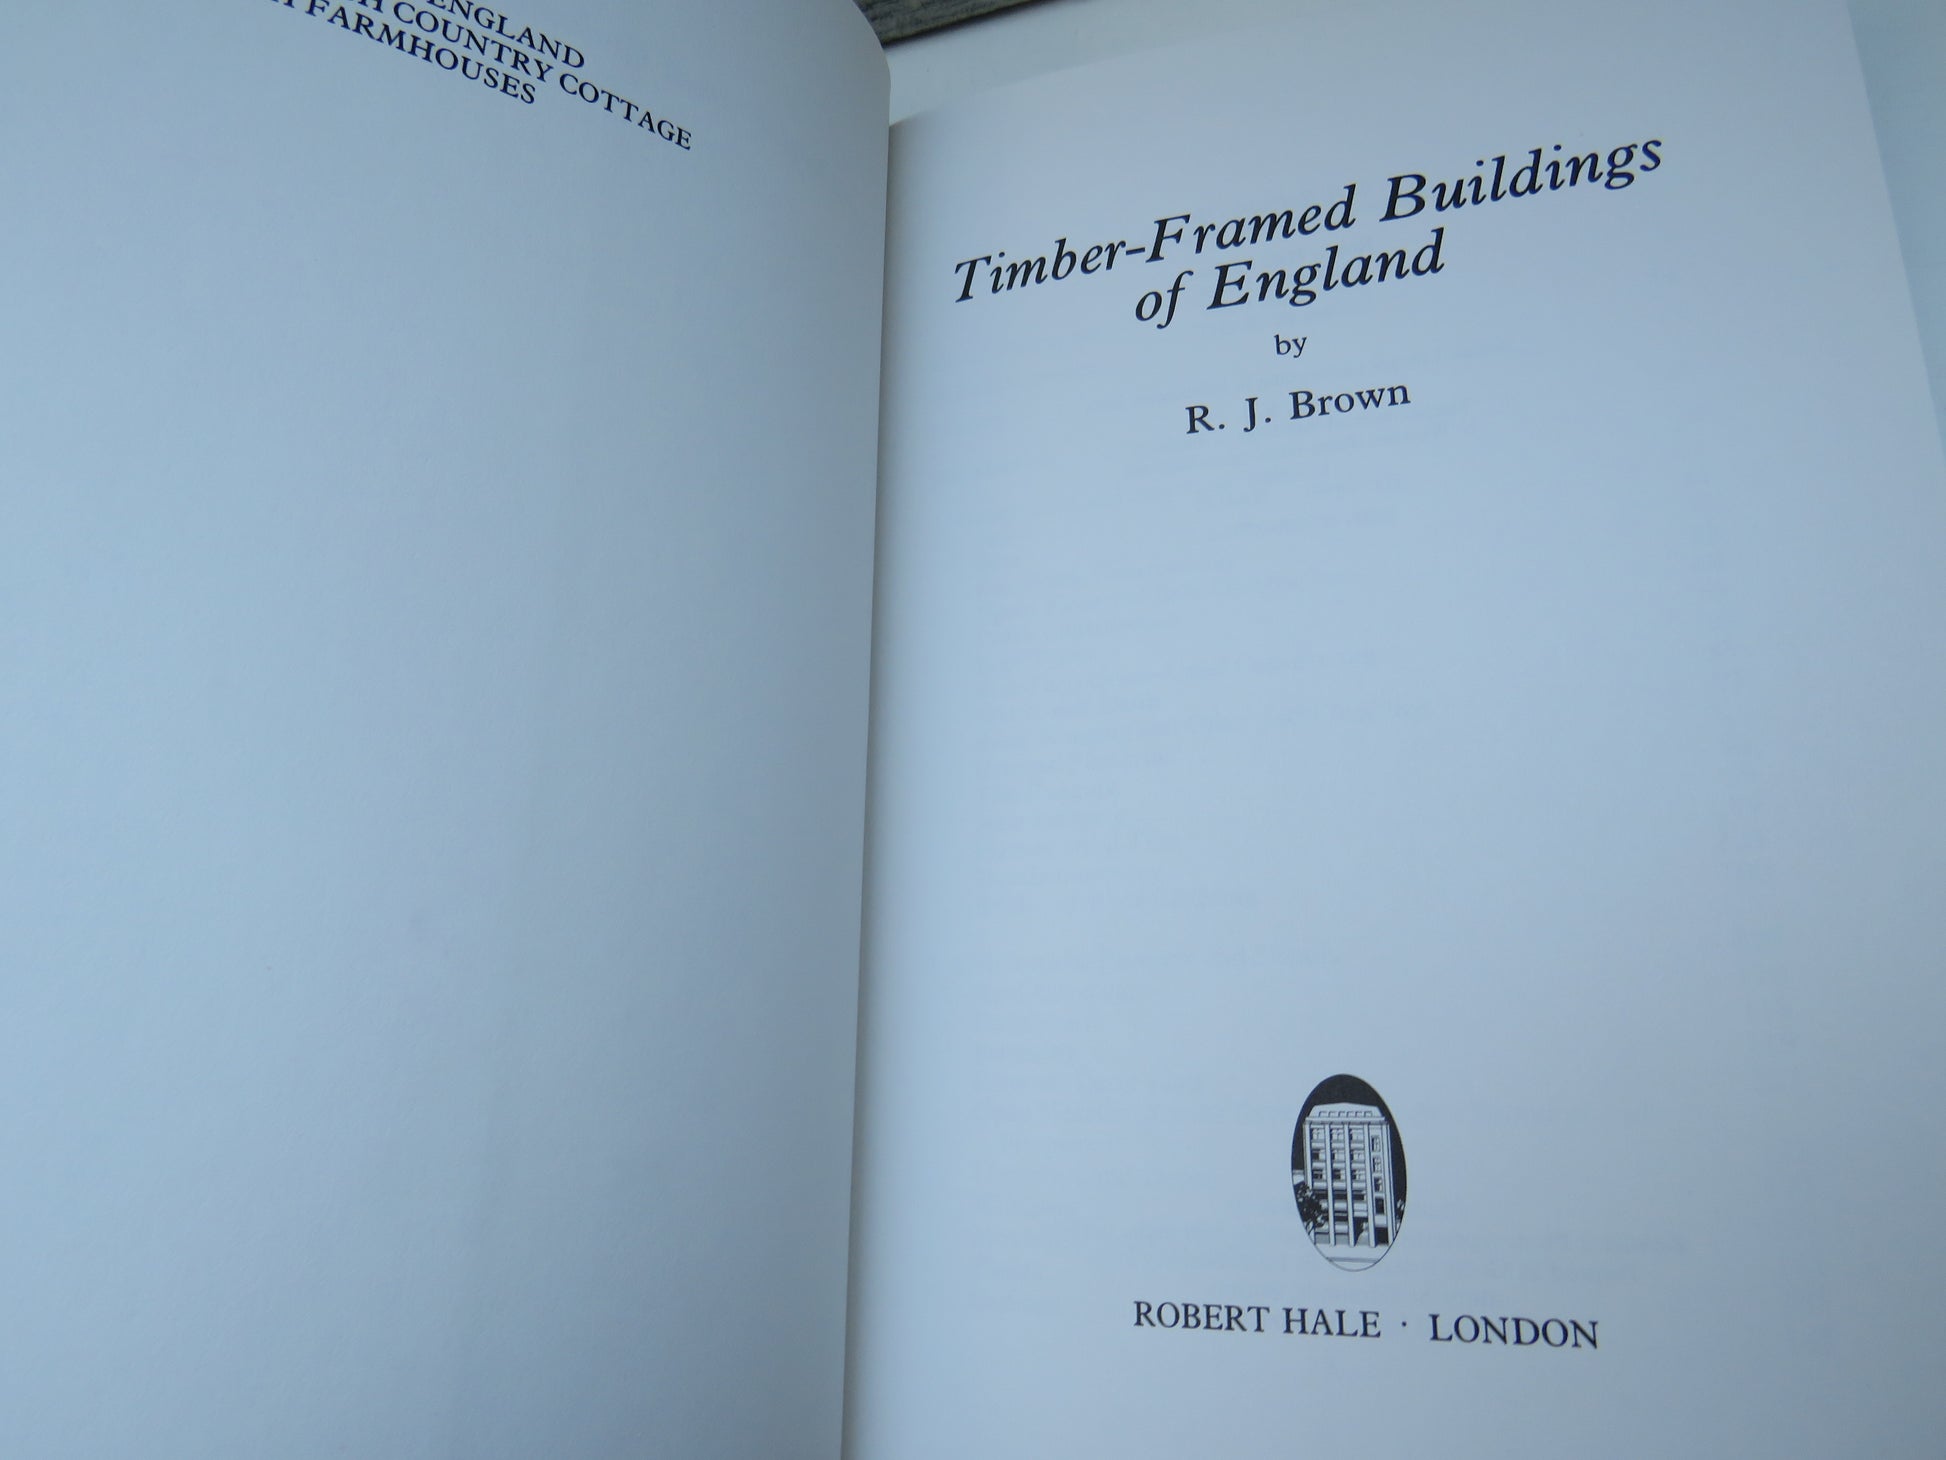 ENGLAND
COUNTRY COTTAGE
FARMHOUSES
Timber-Framed Buildings
of England
by
R. J. Brown
ROBERT HALE · LONDON